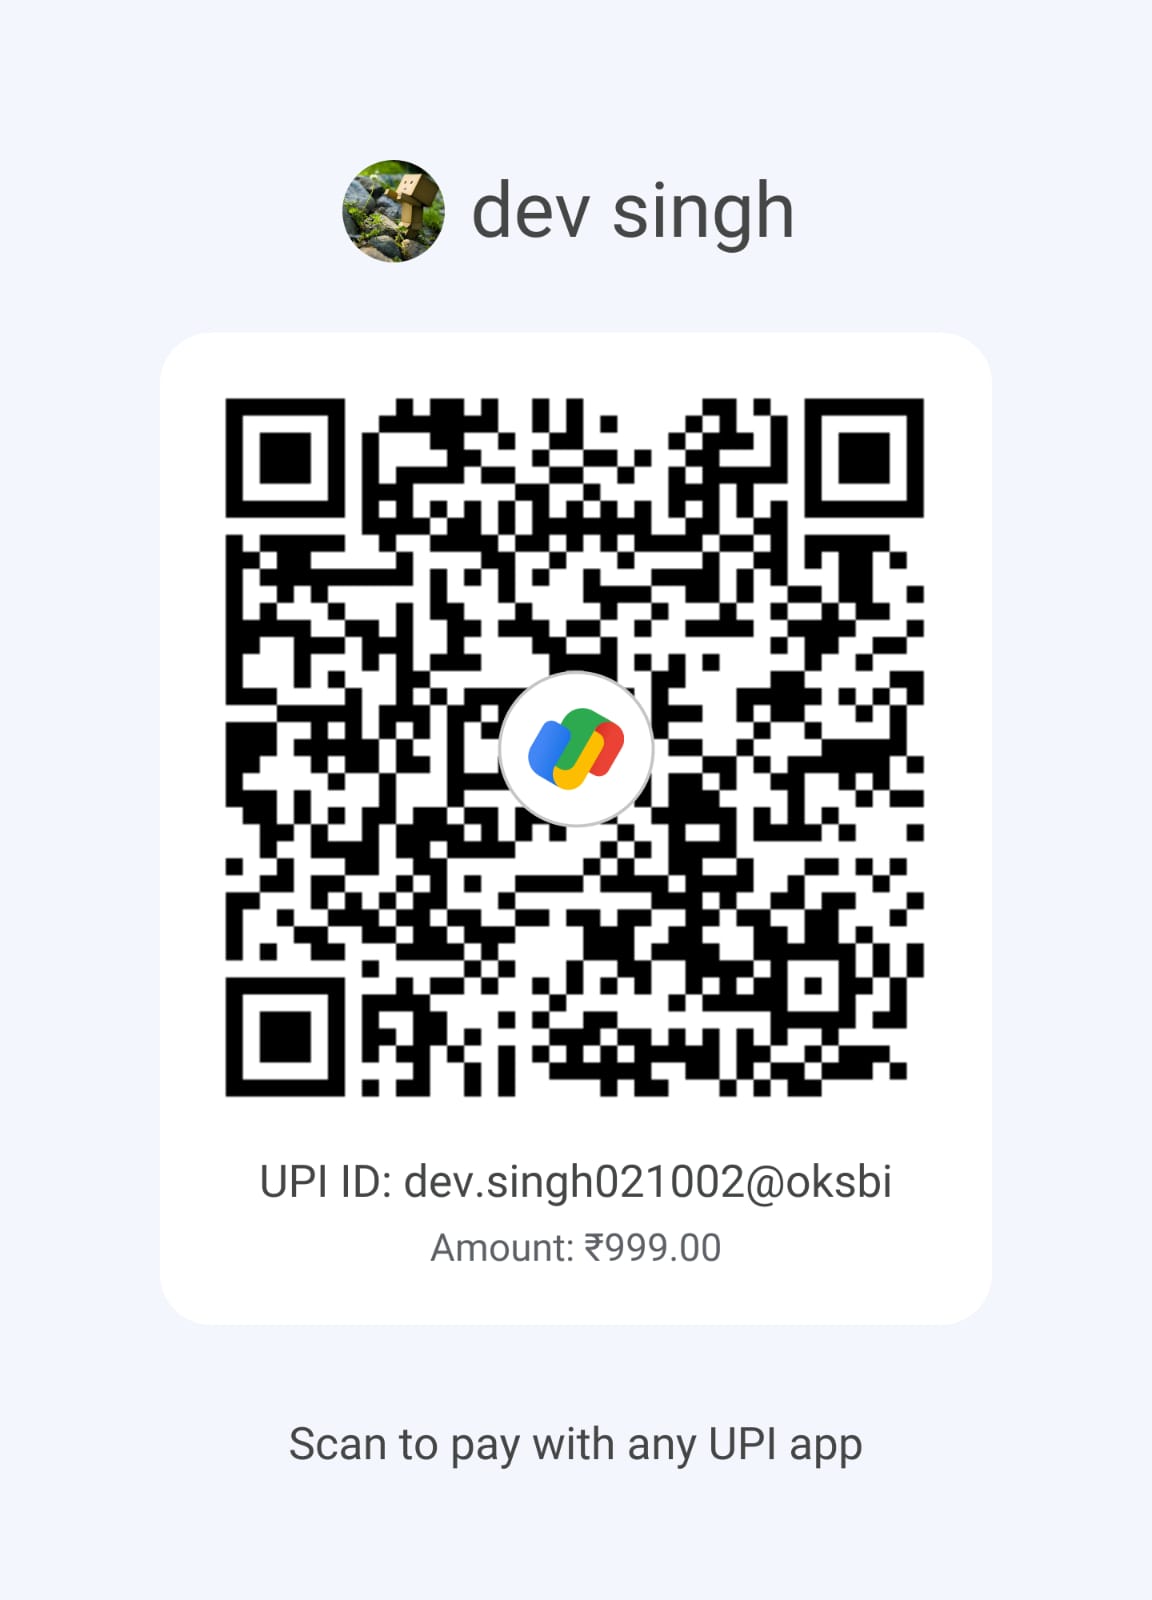 dev singh
UPI ID: dev.singh021002@oksbi
Amount: ₹999.00
Scan to pay with any UPI app